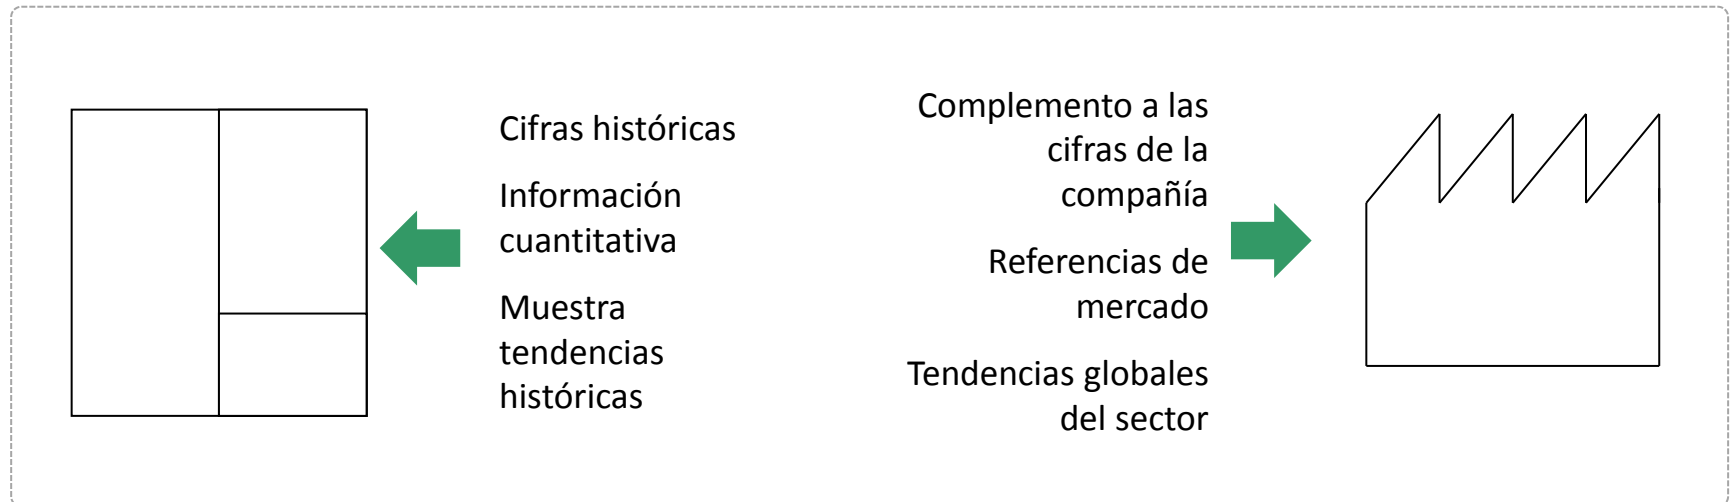 Cifras históricas
Información
cuantitativa
Muestra
tendencias
históricas
Complemento a las
cifras de la
compañía
Referencias de
mercado
Tendencias globales
del sector